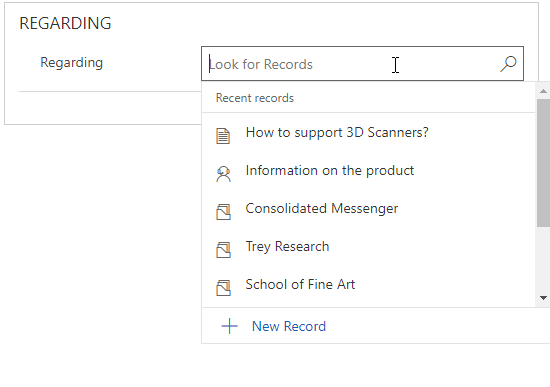 REGARDING
Regarding
Look for Records
Recent records
How to support 3D Scanners?
Information on the product
Consolidated Messenger
Trey Research
School of Fine Art
New Record